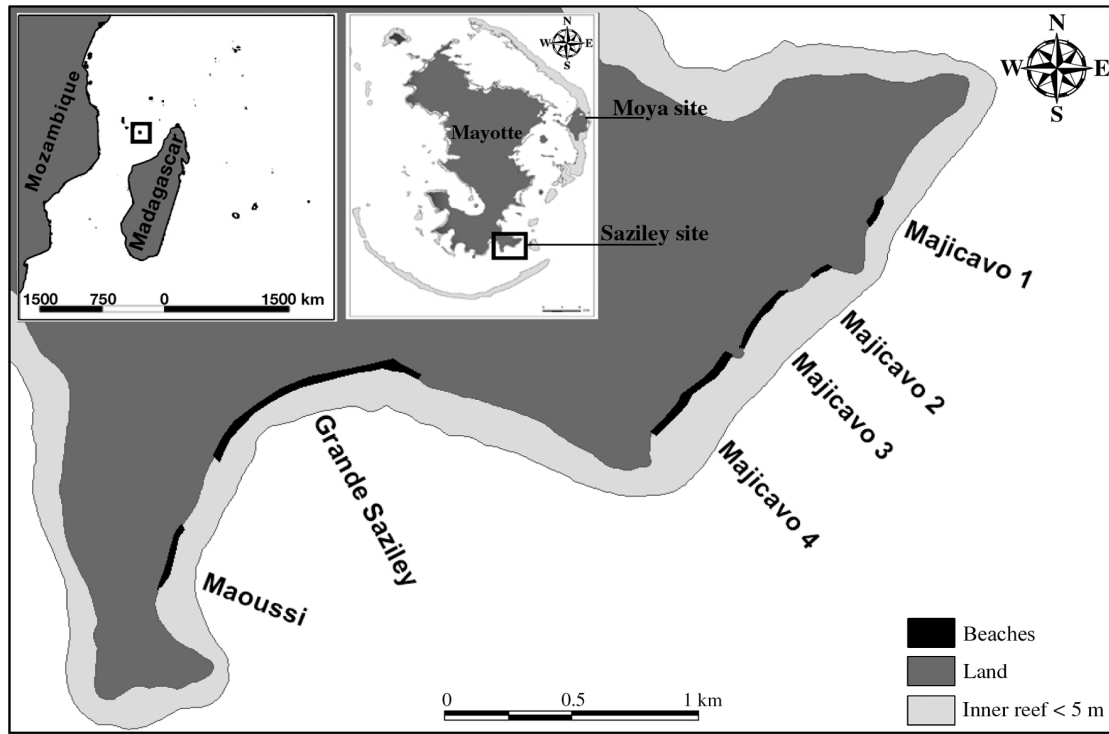 Mozambique
Madagascar
1500 750 0 1500 km
N
W E
S
Mayotte
Moya site
Saziley site
N
W E
S
Majicavo 1
Majicavo 2
Majicavo 3
Majicavo 4
Grande Saziley
Maoussi
0 0.5 1 km
Beaches
Land
Inner reef < 5 m